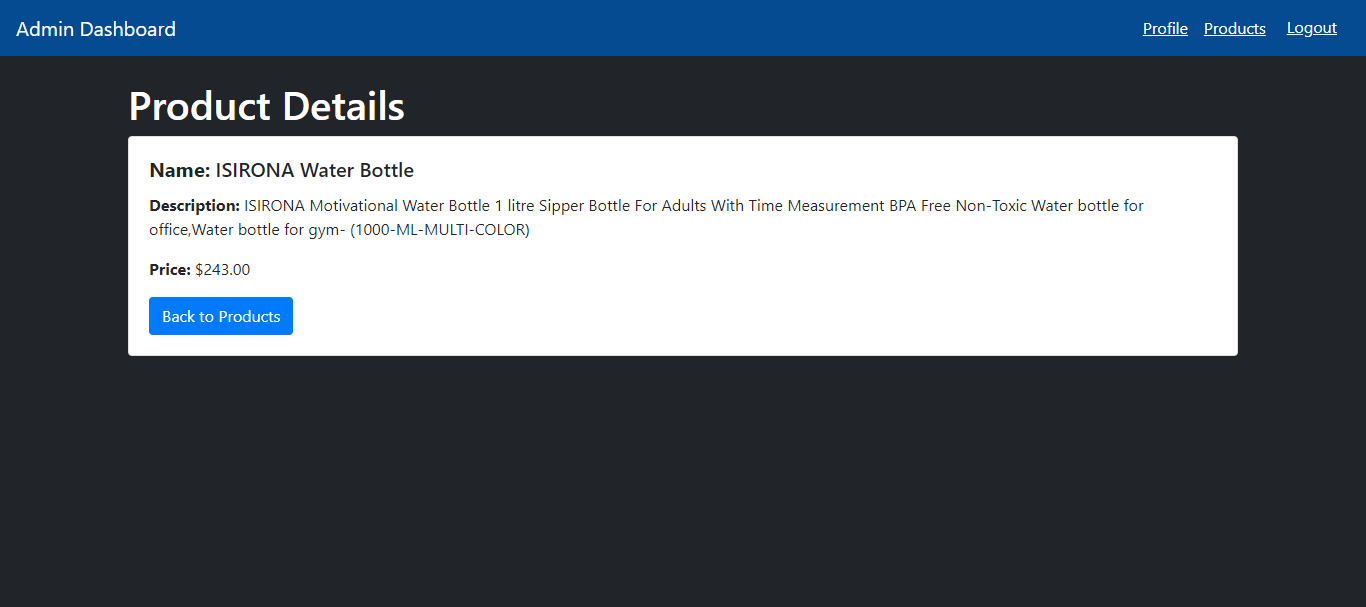 Admin Dashboard
Profile Products Logout
Product Details
Name: ISIRONA Water Bottle
Description: ISIRONA Motivational Water Bottle 1 litre Sipper Bottle For Adults With Time Measurement BPA Free Non-Toxic Water bottle for
office,Water bottle for gym- (1000-ML-MULTI-COLOR)
Price: $243.00
Back to Products